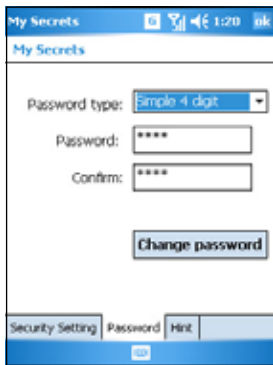 My Secrets G 1:20 ok
My Secrets
Password type: Simple 4 digit
Password: ****
Confirm: ****
Change password
Security Setting Password Hint